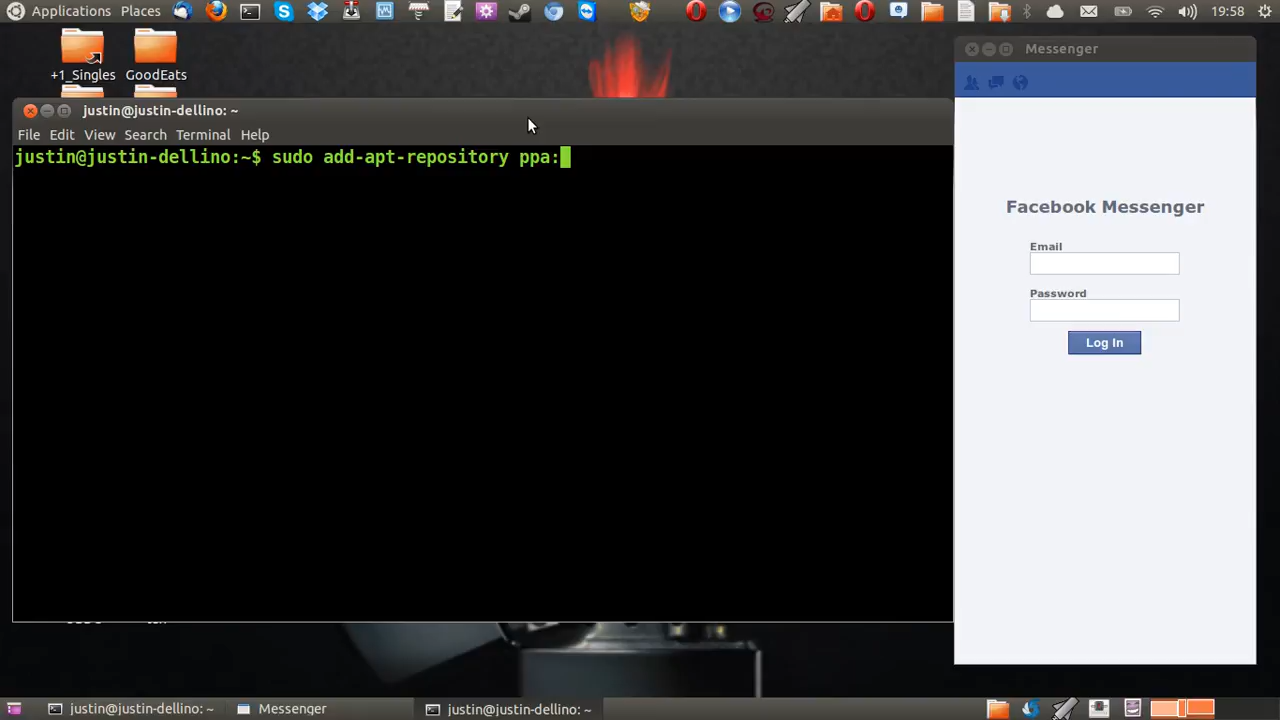 Applications Places 19:58
+1_Singles GoodEats
Messenger
justin@justin-dellino: ~
File Edit View Search Terminal Help
justin@justin-dellino:~$ sudo add-apt-repository ppa:
Facebook Messenger
Email
Password
Log In
justin@justin-dellino: ~ Messenger justin@justin-dellino: ~